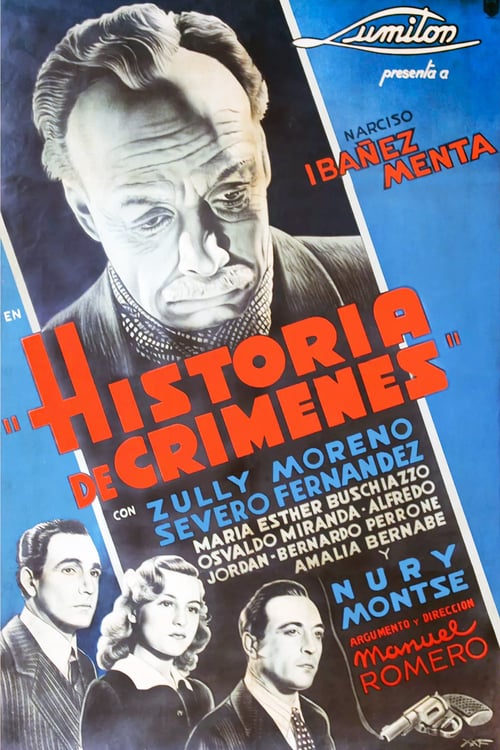 Lumiton
presenta a
NARCISO
IBAÑEZ
MENTA
EN
"HISTORIA
DE CRIMENES"
CON ZULLY MORENO
SEVERO FERNANDEZ
MARIA ESTHER BUSCHIAZZO
OSVALDO MIRANDA-ALFREDO
JORDAN-BERNARDO PERRONE
AMALIA BERNABE
Y
NURY
MONTSE
ARGUMENTO Y DIRECCION
Manuel
ROMERO